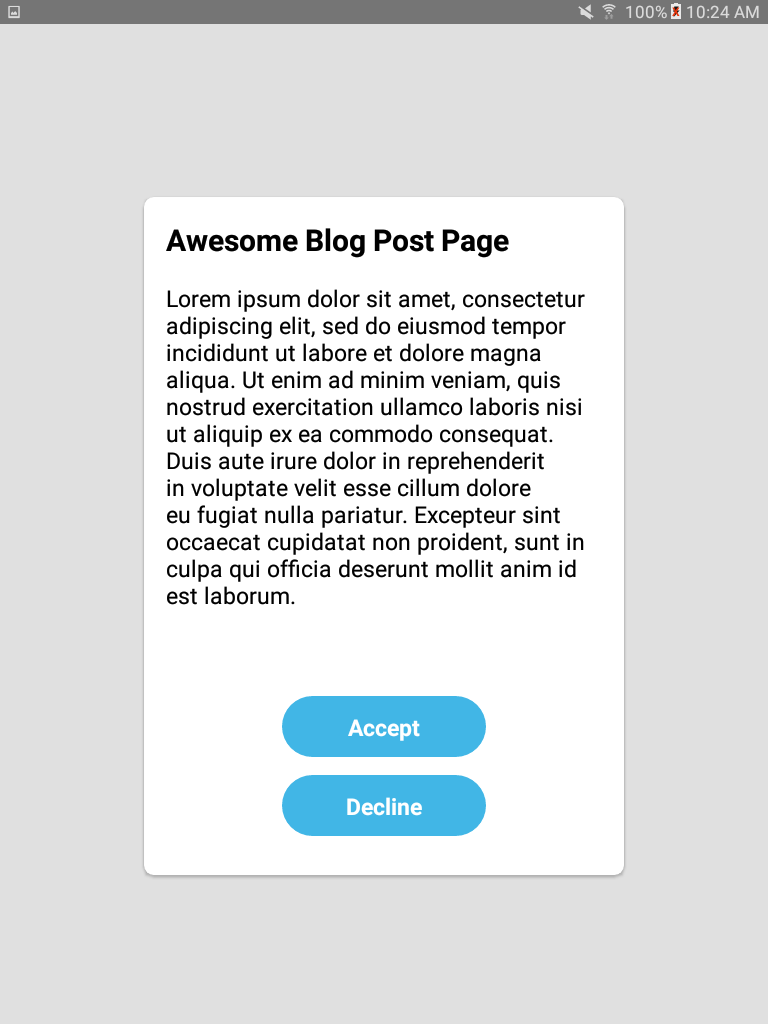 100% 10:24 AM
Awesome Blog Post Page
Lorem ipsum dolor sit amet, consectetur
adipiscing elit, sed do eiusmod tempor
incididunt ut labore et dolore magna
aliqua. Ut enim ad minim veniam, quis
nostrud exercitation ullamco laboris nisi
ut aliquip ex ea commodo consequat.
Duis aute irure dolor in reprehenderit
in voluptate velit esse cillum dolore
eu fugiat nulla pariatur. Excepteur sint
occaecat cupidatat non proident, sunt in
culpa qui officia deserunt mollit anim id
est laborum.
Accept
Decline